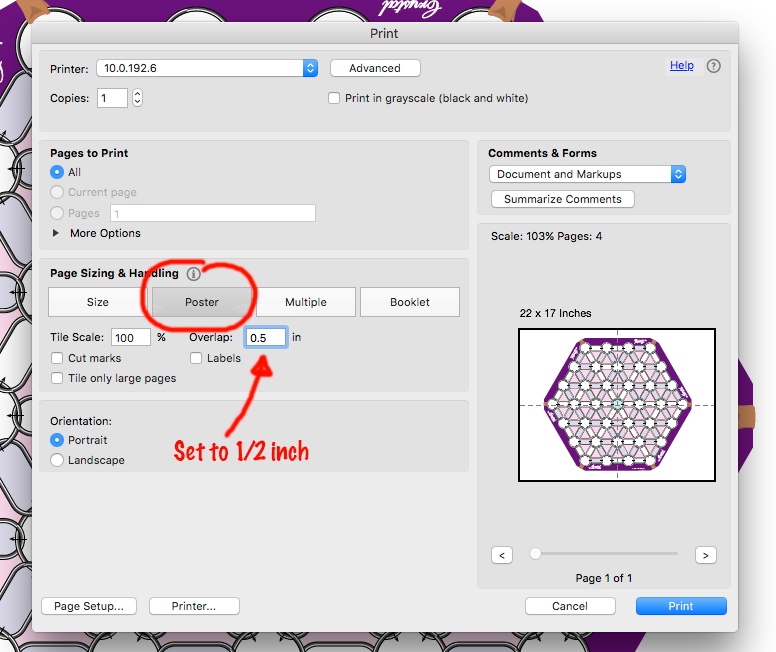 Crystal
Print
Printer: 10.0.192.6 Advanced Help ?
Copies: 1 Print in grayscale (black and white)
Pages to Print
All
Current page
Pages 1
More Options
Comments & Forms
Document and Markups
Summarize Comments
Scale: 103% Pages: 4
Page Sizing & Handling i
Size Poster Multiple Booklet
Tile Scale: 100 % Overlap: 0.5 in
Cut marks Labels
Tile only large pages
Orientation:
Portrait
Landscape
Set to 1/2 inch
22 x 17 Inches
< >
Page 1 of 1
Page Setup... Printer... Cancel Print